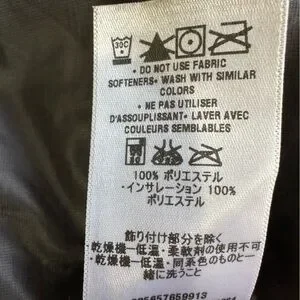 30C
• DO NOT USE FABRIC
SOFTENERS• WASH WITH SIMILAR
COLORS
• NE PAS UTILISER
D'ASSOUPLISSANT• LAVER AVEC
COULEURS SEMBLABLES
100% ポリエステル
・インサレーション 100%
ポリエステル
飾り付け部分を除く
・乾燥機一低温・柔軟剤の使用不可
・乾燥機一低温・同系色のものと一
緒に洗うこと